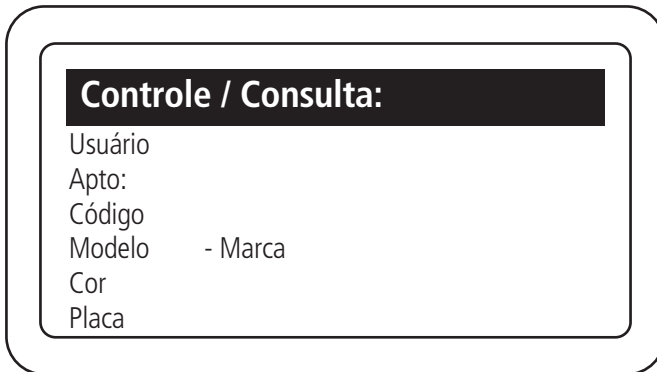 Controle / Consulta:
Usuário
Apto:
Código
Modelo - Marca
Cor
Placa